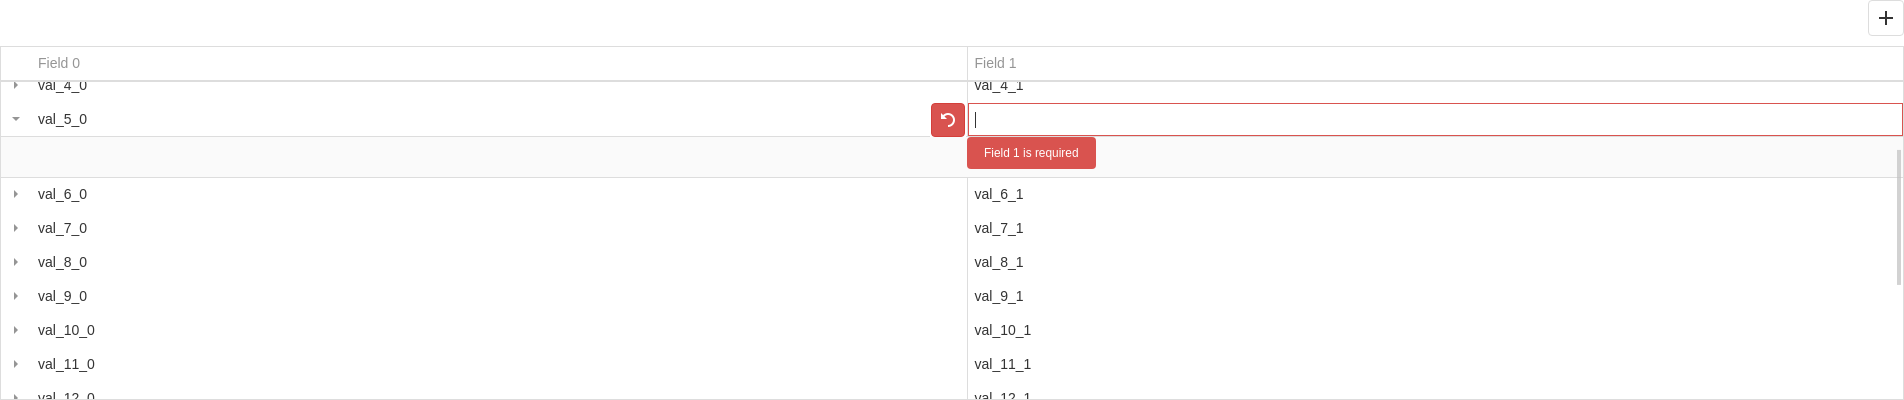 Field 0 Field 1
val_4_0 val_4_1
val_5_0
Field 1 is required
val_6_0 val_6_1
val_7_0 val_7_1
val_8_0 val_8_1
val_9_0 val_9_1
val_10_0 val_10_1
val_11_0 val_11_1
val_12_0 val_12_1